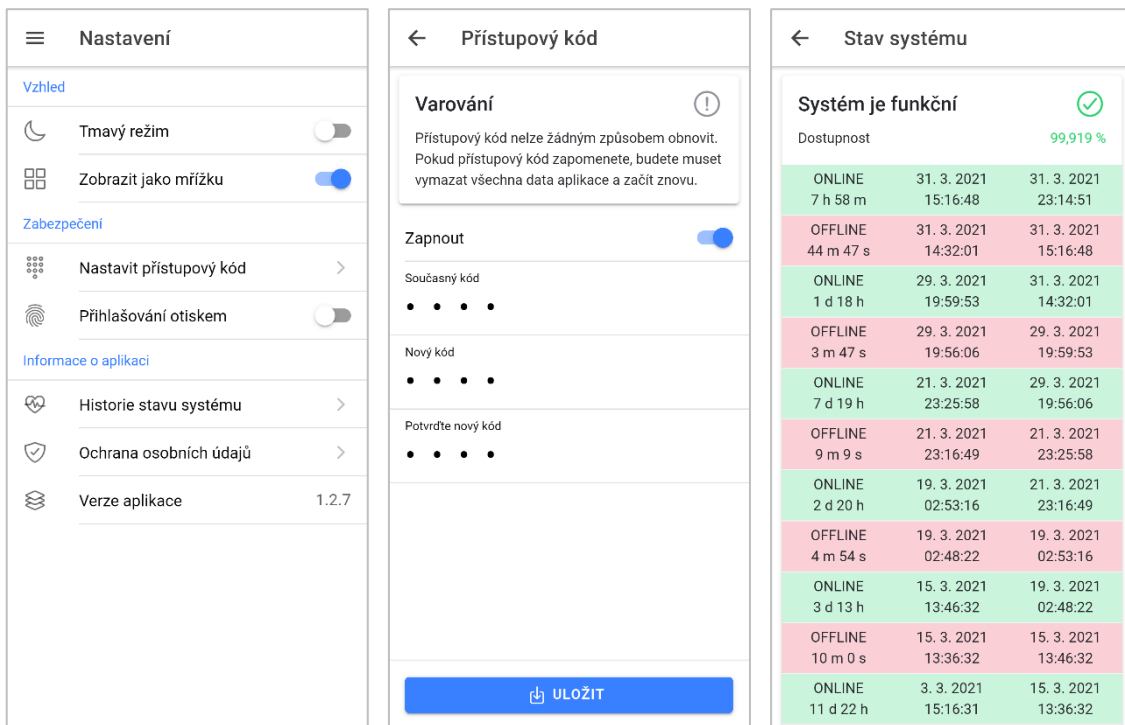 Nastavení
Vzhled
Tmavý režim
Zobrazit jako mřížku
Zabezpečení
Nastavit přístupový kód
Přihlašování otiskem
Informace o aplikaci
Historie stavu systému
Ochrana osobních údajů
Verze aplikace 1.2.7
Přístupový kód
Varování
Přístupový kód nelze žádným způsobem obnovit.
Pokud přístupový kód zapomenete, budete muset
vymazat všechna data aplikace a začít znovu.
Zapnout
Současný kód
Nový kód
Potvrďte nový kód
ULOŽIT
Stav systému
Systém je funkční
Dostupnost 99,919 %
ONLINE 31. 3. 2021 31. 3. 2021
7 h 58 m 15:16:48 23:14:51
OFFLINE 31. 3. 2021 31. 3. 2021
44 m 47 s 14:32:01 15:16:48
ONLINE 29. 3. 2021 31. 3. 2021
1 d 18 h 19:59:53 14:32:01
OFFLINE 29. 3. 2021 29. 3. 2021
3 m 47 s 19:56:06 19:59:53
ONLINE 21. 3. 2021 29. 3. 2021
7 d 19 h 23:25:58 19:56:06
OFFLINE 21. 3. 2021 21. 3. 2021
9 m 9 s 23:16:49 23:25:58
ONLINE 19. 3. 2021 21. 3. 2021
2 d 20 h 02:53:16 23:16:49
OFFLINE 19. 3. 2021 19. 3. 2021
4 m 54 s 02:48:22 02:53:16
ONLINE 15. 3. 2021 19. 3. 2021
3 d 13 h 13:46:32 02:48:22
OFFLINE 15. 3. 2021 15. 3. 2021
10 m 0 s 13:36:32 13:46:32
ONLINE 3. 3. 2021 15. 3. 2021
11 d 22 h 15:16:31 13:36:32